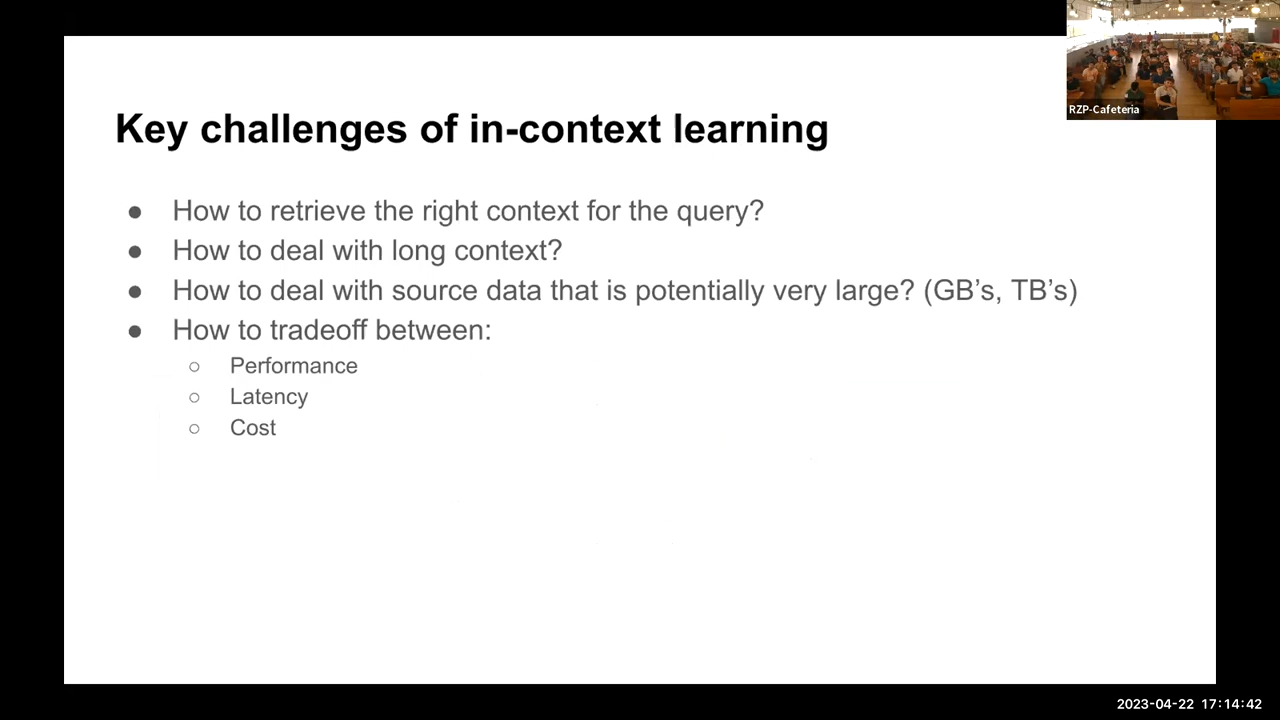 RZP-Cafeteria
Key challenges of in-context learning
● How to retrieve the right context for the query?
● How to deal with long context?
● How to deal with source data that is potentially very large? (GB's, TB's)
● How to tradeoff between:
○ Performance
○ Latency
○ Cost
2023-04-22 17:14:42